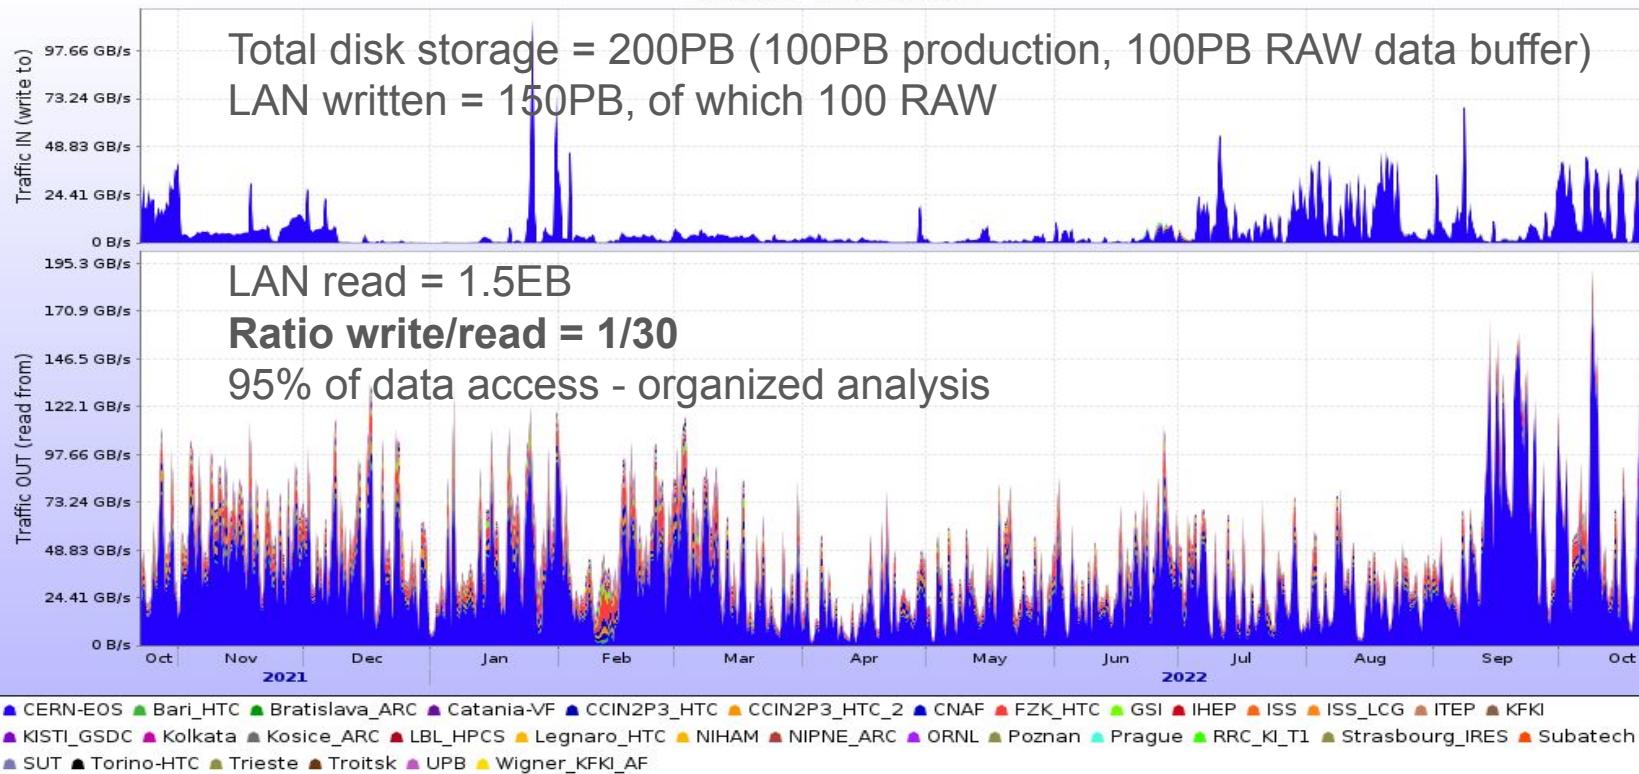 97.66 GB/s
73.24 GB/s
48.83 GB/s
24.41 GB/s
0 B/s
Traffic IN (write to)
Total disk storage = 200PB (100PB production, 100PB RAW data buffer)
LAN written = 150PB, of which 100 RAW
195.3 GB/s
170.9 GB/s
146.5 GB/s
122.1 GB/s
97.66 GB/s
73.24 GB/s
48.83 GB/s
24.41 GB/s
0 B/s
Traffic OUT (read from)
LAN read = 1.5EB
Ratio write/read = 1/30
95% of data access - organized analysis
Oct Nov Dec Jan Feb Mar Apr May Jun Jul Aug Sep Oct
2021 2022
CERN-EOS Bari_HTC Bratislava_ARC Catania-VF CCIN2P3_HTC CCIN2P3_HTC_2 CNAF FZK_HTC GSI IHEP ISS ISS_LCG ITEP KFKI
KISTI_GSDC Kolkata Kosice_ARC LBL_HPCS Legnaro_HTC NIHAM NIPNE_ARC ORNL Poznan Prague RRC_KI_T1 Strasbourg_IRES Subatech
SUT Torino-HTC Trieste Troitsk UPB Wigner_KFKI_AF